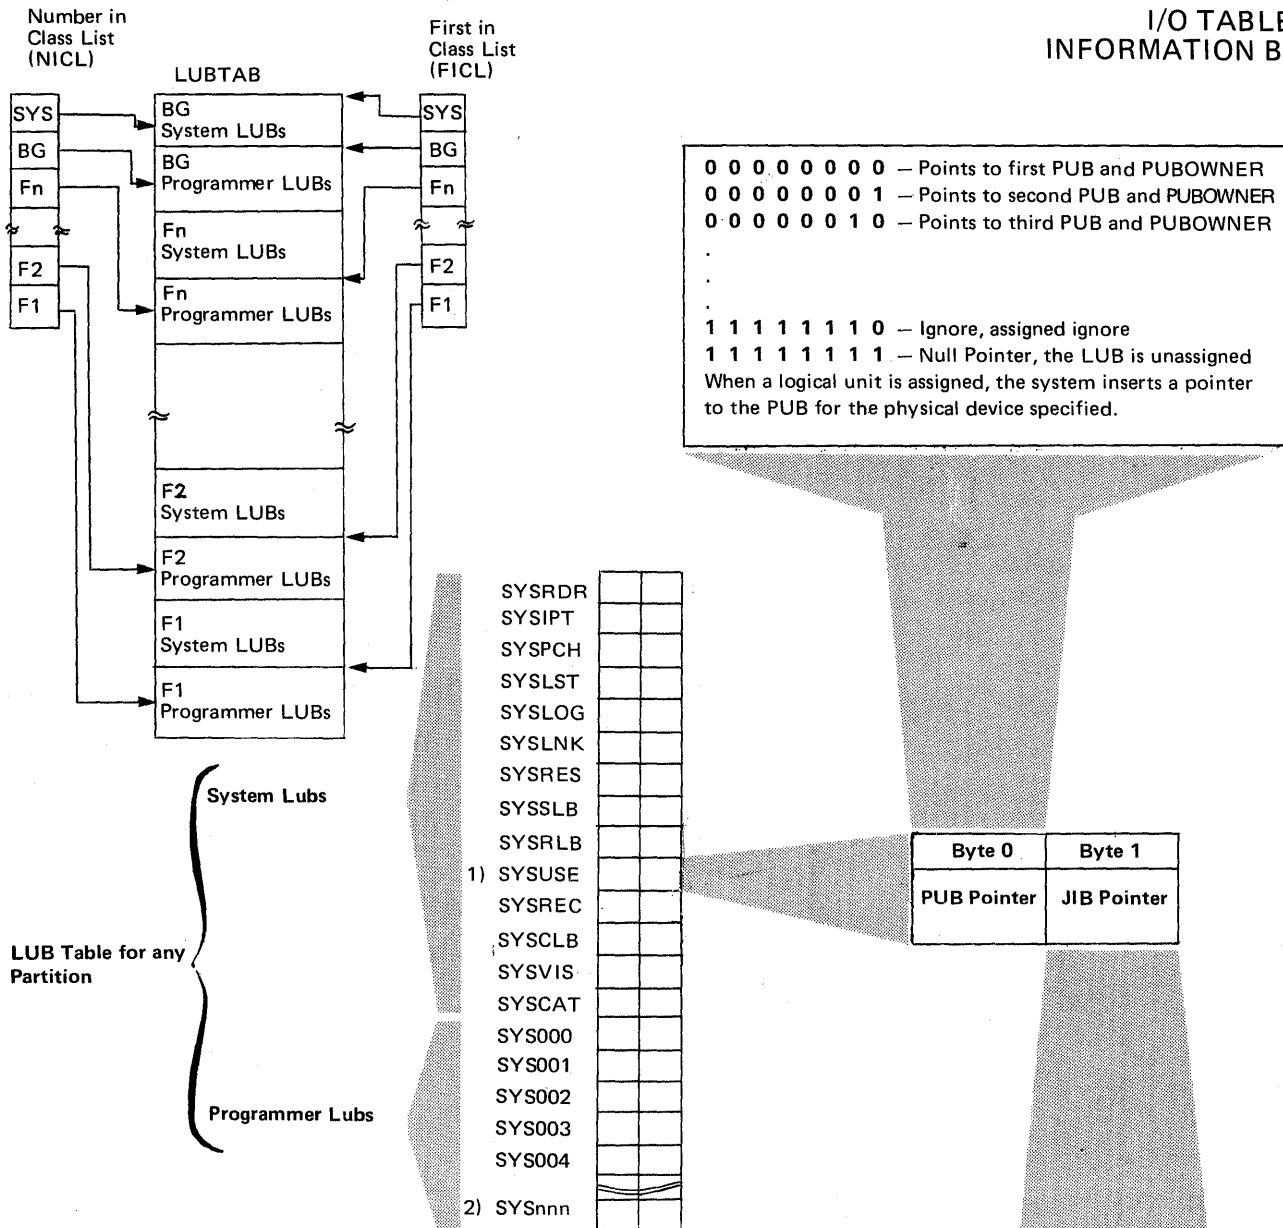 I/O TABLE
INFORMATION B
Number in
Class List
(NICL)
LUBTAB
First in
Class List
(FICL)
SYS
BG
Fn
F2
F1
BG
System LUBs
BG
Programmer LUBs
Fn
System LUBs
Fn
Programmer LUBs
F2
System LUBs
F2
Programmer LUBs
F1
System LUBs
F1
Programmer LUBs
SYS
BG
Fn
F2
F1
0 0 0 0 0 0 0 0 — Points to first PUB and PUBOWNER
0 0 0 0 0 0 0 1 — Points to second PUB and PUBOWNER
0 0 0 0 0 0 1 0 — Points to third PUB and PUBOWNER
.
.
.
1 1 1 1 1 1 1 0 — Ignore, assigned ignore
1 1 1 1 1 1 1 1 — Null Pointer, the LUB is unassigned
When a logical unit is assigned, the system inserts a pointer
to the PUB for the physical device specified.
LUB Table for any
Partition
System Lubs
Programmer Lubs
SYSRDR
SYSIPT
SYSPCH
SYSLST
SYSLOG
SYSLNK
SYSRES
SYSSLB
SYSRLB
1) SYSUSE
SYSREC
SYSCLB
SYSVIS
SYSCAT
SYS000
SYS001
SYS002
SYS003
SYS004
2) SYSnnn
Byte 0 Byte 1
PUB Pointer JIB Pointer